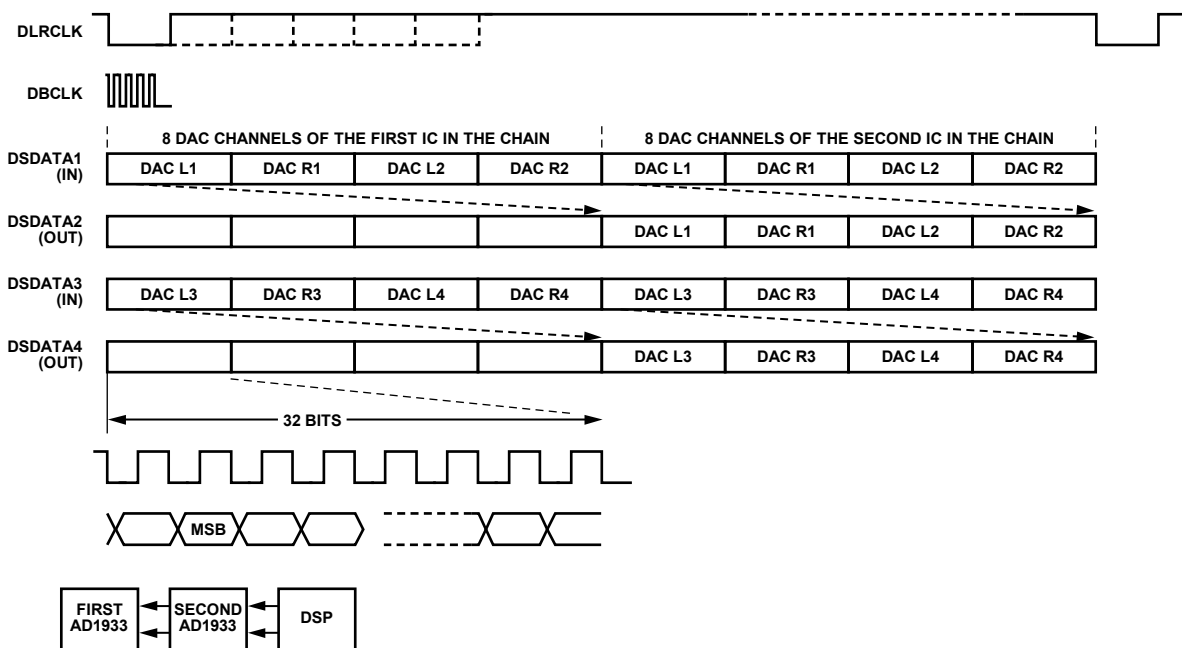 DLRCLK
DBCLK
8 DAC CHANNELS OF THE FIRST IC IN THE CHAIN
8 DAC CHANNELS OF THE SECOND IC IN THE CHAIN
DSDATA1
(IN)
DAC L1
DAC R1
DAC L2
DAC R2
DAC L1
DAC R1
DAC L2
DAC R2
DSDATA2
(OUT)
DAC L1
DAC R1
DAC L2
DAC R2
DSDATA3
(IN)
DAC L3
DAC R3
DAC L4
DAC R4
DAC L3
DAC R3
DAC L4
DAC R4
DSDATA4
(OUT)
DAC L3
DAC R3
DAC L4
DAC R4
32 BITS
MSB
FIRST
AD1933
SECOND
AD1933
DSP